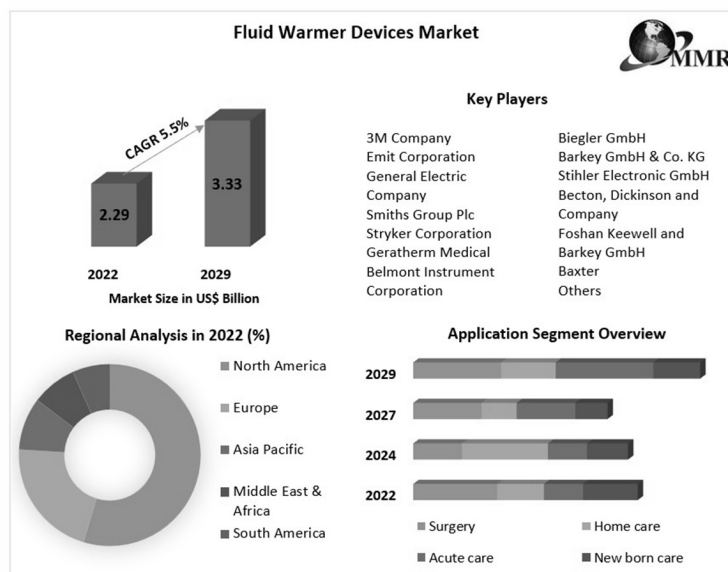 Fluid Warmer Devices Market
MMR
CAGR 5.5%
2.29
3.33
2022
2029
Market Size in US$ Billion
Key Players
3M Company
Emit Corporation
General Electric
Company
Smiths Group Plc
Stryker Corporation
Geratherm Medical
Belmont Instrument
Corporation
Biegler GmbH
Barkey GmbH & Co. KG
Stihler Electronic GmbH
Becton, Dickinson and
Company
Foshan Keewell and
Barkey GmbH
Baxter
Others
Regional Analysis in 2022 (%)
North America
Europe
Asia Pacific
Middle East &
Africa
South America
Application Segment Overview
2029
2027
2024
2022
Surgery
Home care
Acute care
New born care